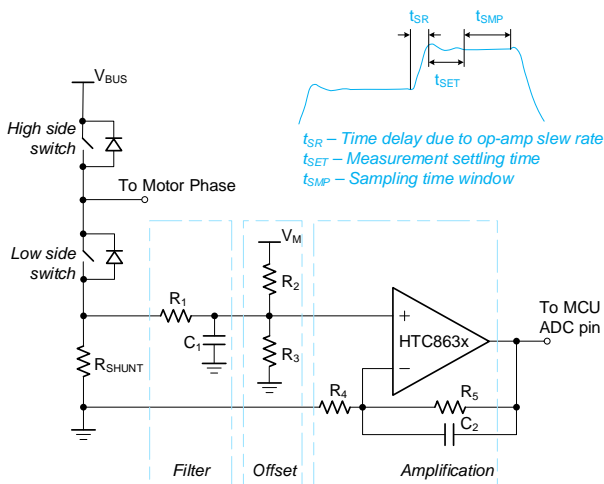 tSR
tSMP
tSET
VBUS
High side
switch
tSR – Time delay due to op-amp slew rate
tSET – Measurement settling time
tSMP – Sampling time window
To Motor Phase
Low side
switch
VM
R2
R1
C1
R3
+
HTC863x
−
To MCU
ADC pin
RSHUNT
R4
R5
C2
Filter
Offset
Amplification